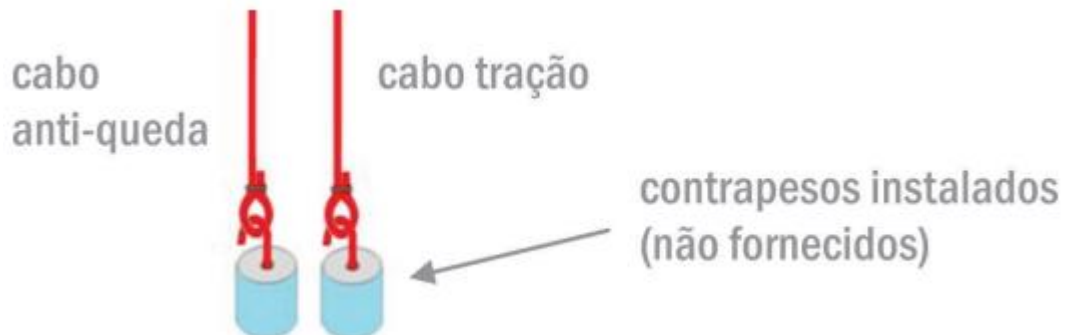 cabo
anti-queda
cabo tração
contrapesos instalados
(não fornecidos)